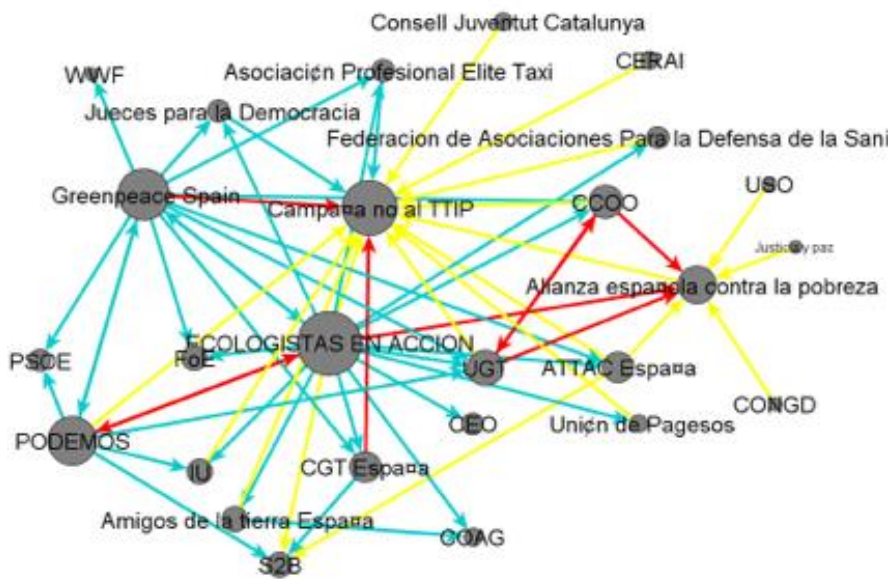 Consell Juventut Catalunya
WWF
Asociaci¢n Profesional Elite Taxi
CERAI
Jueces para la Democracia
Federacion de Asociaciones Para la Defensa de la Sani
Greenpeace Spain
Campa¤a no al TTIP
CCOO
USO
Justicia y paz
Alianza espanola contra la pobreza
ECOLOGISTAS EN ACCION
PSCE
FoE
UGT
ATTAC Espa¤a
CONGD
PODEMOS
CEO
Uni¢n de Pagesos
IU
CGT Espa¤a
Amigos de la tierra Espa¤a
COAG
S2B